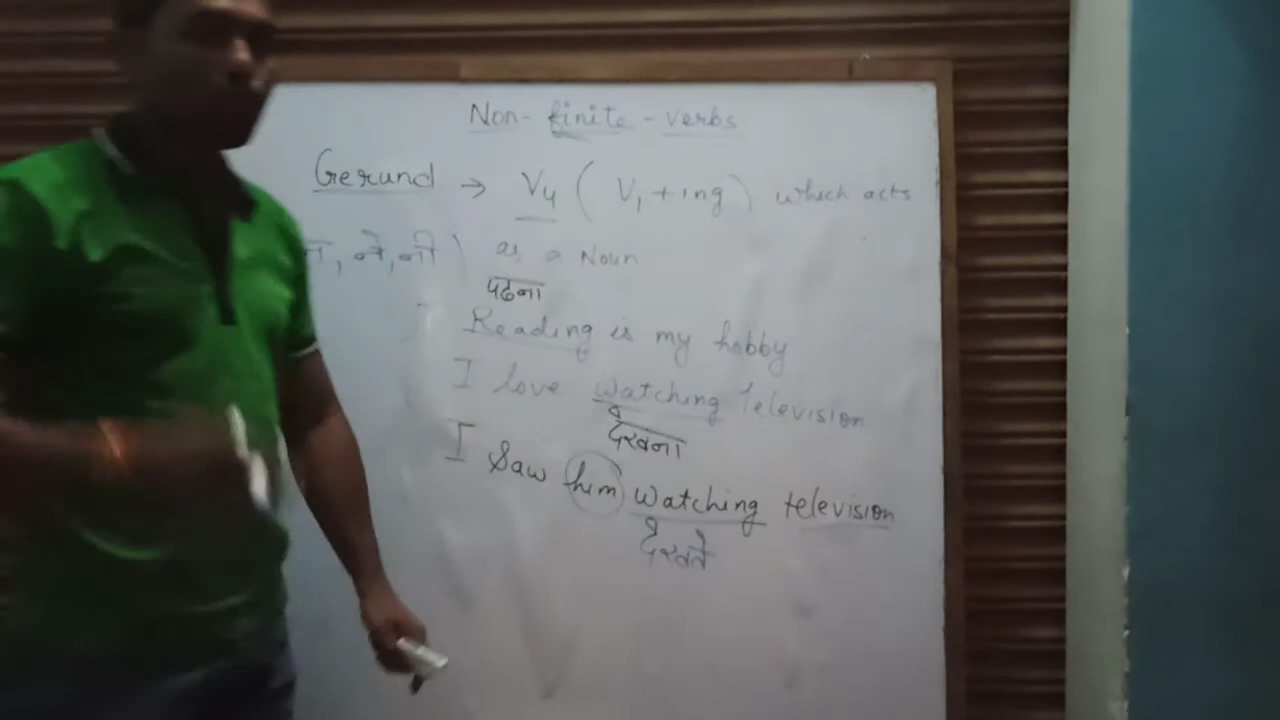 Non-finite-verbs
Gerund → V4 ( V1+ing ) which acts
ने, नी ) as a Noun
पढना
Reading is my hobby
I love watching television
देखना
I Saw him watching television
देखते